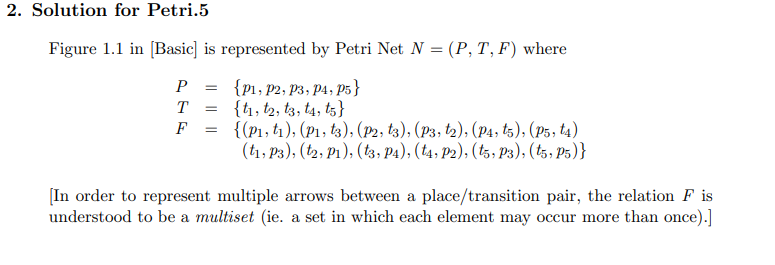 2. Solution for Petri.5
Figure 1.1 in [Basic] is represented by Petri Net N = (P, T, F) where
P = {p1, p2, p3, p4, p5}
T = {t1, t2, t3, t4, t5}
F = {(p1, t1), (p1, t3), (p2, t3), (p3, t2), (p4, t5), (p5, t4)
(t1, p3), (t2, p1), (t3, p4), (t4, p2), (t5, p3), (t5, p5)}
[In order to represent multiple arrows between a place/transition pair, the relation F is
understood to be a multiset (ie. a set in which each element may occur more than once).]